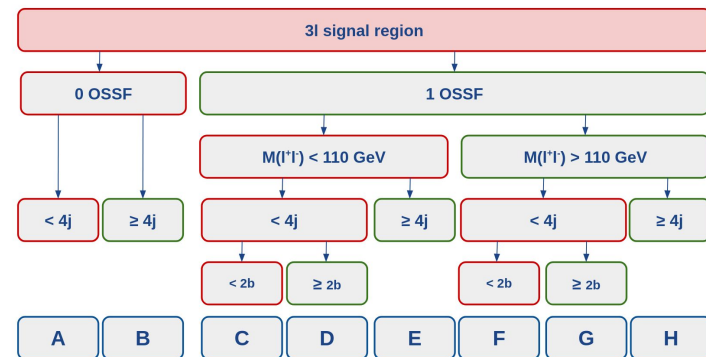 3l signal region
0 OSSF
1 OSSF
M(l⁺l⁻) < 110 GeV
M(l⁺l⁻) > 110 GeV
< 4j
≥ 4j
< 4j
≥ 4j
< 4j
≥ 4j
< 2b
≥ 2b
< 2b
≥ 2b
A
B
C
D
E
F
G
H